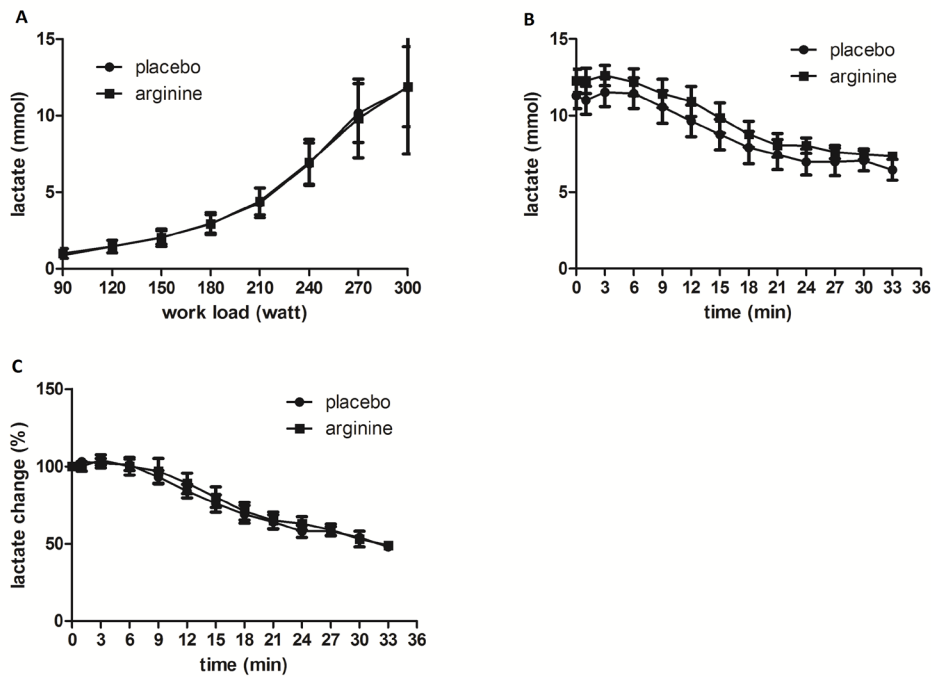 A
15
10
5
0
lactate (mmol)
placebo
arginine
90 120 150 180 210 240 270 300
work load (watt)
B
15
10
5
0
lactate (mmol)
placebo
arginine
0 3 6 9 12 15 18 21 24 27 30 33 36
time (min)
C
150
100
50
0
lactate change (%)
placebo
arginine
0 3 6 9 12 15 18 21 24 27 30 33 36
time (min)